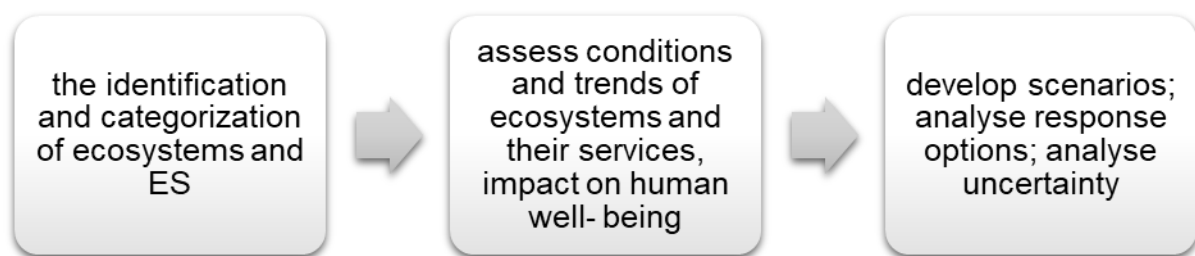 the identification
and categorization
of ecosystems and
ES
assess conditions
and trends of
ecosystems and
their services,
impact on human
well- being
develop scenarios;
analyse response
options; analyse
uncertainty